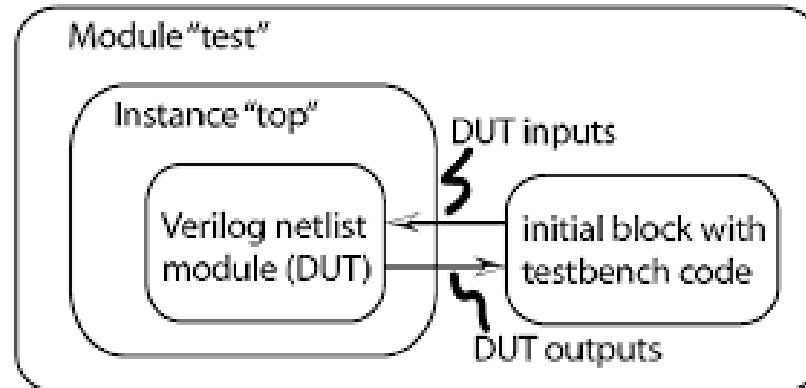 Module "test"
Instance "top"
DUT inputs
Verilog netlist
module (DUT)
initial block with
testbench code
DUT outputs